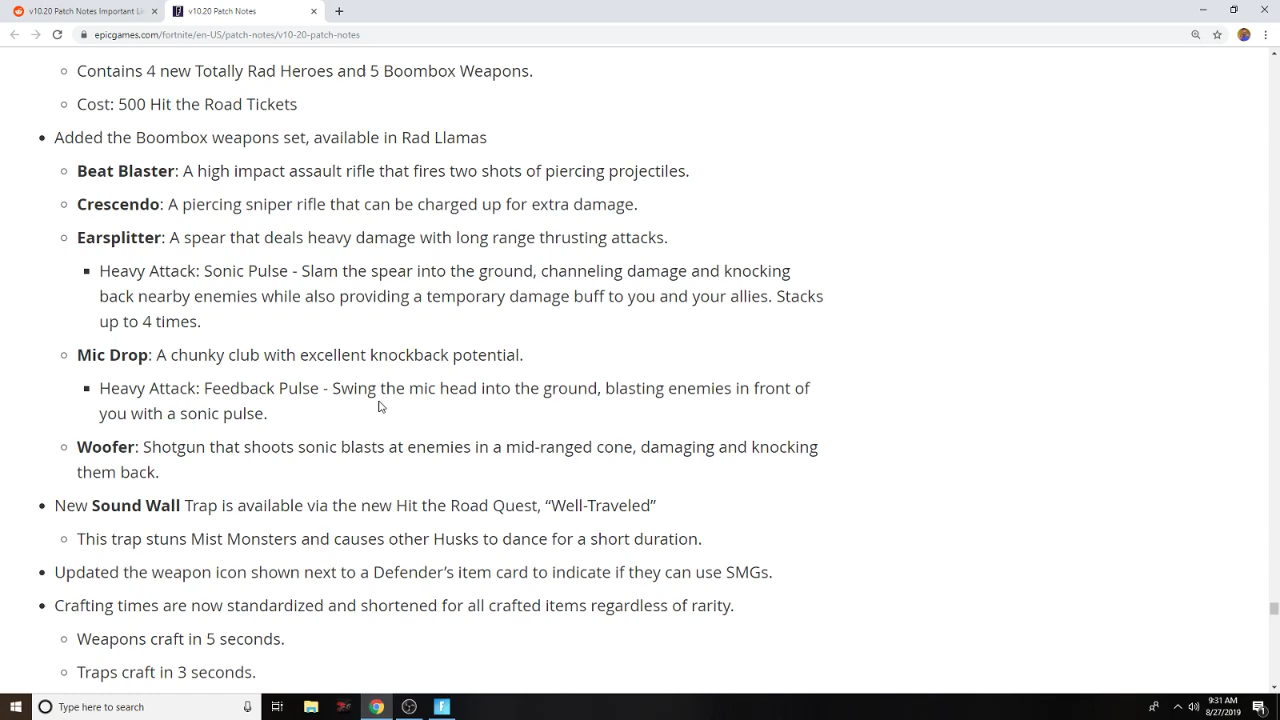 v10.20 Patch Notes Important Li
v10.20 Patch Notes
epicgames.com/fortnite/en-US/patch-notes/v10-20-patch-notes
Contains 4 new Totally Rad Heroes and 5 Boombox Weapons.
Cost: 500 Hit the Road Tickets
Added the Boombox weapons set, available in Rad Llamas
Beat Blaster: A high impact assault rifle that fires two shots of piercing projectiles.
Crescendo: A piercing sniper rifle that can be charged up for extra damage.
Earsplitter: A spear that deals heavy damage with long range thrusting attacks.
Heavy Attack: Sonic Pulse - Slam the spear into the ground, channeling damage and knocking
back nearby enemies while also providing a temporary damage buff to you and your allies. Stacks
up to 4 times.
Mic Drop: A chunky club with excellent knockback potential.
Heavy Attack: Feedback Pulse - Swing the mic head into the ground, blasting enemies in front of
you with a sonic pulse.
Woofer: Shotgun that shoots sonic blasts at enemies in a mid-ranged cone, damaging and knocking
them back.
New Sound Wall Trap is available via the new Hit the Road Quest, “Well-Traveled”
This trap stuns Mist Monsters and causes other Husks to dance for a short duration.
Updated the weapon icon shown next to a Defender’s item card to indicate if they can use SMGs.
Crafting times are now standardized and shortened for all crafted items regardless of rarity.
Weapons craft in 5 seconds.
Traps craft in 3 seconds.
Type here to search
9:31 AM
8/27/2019